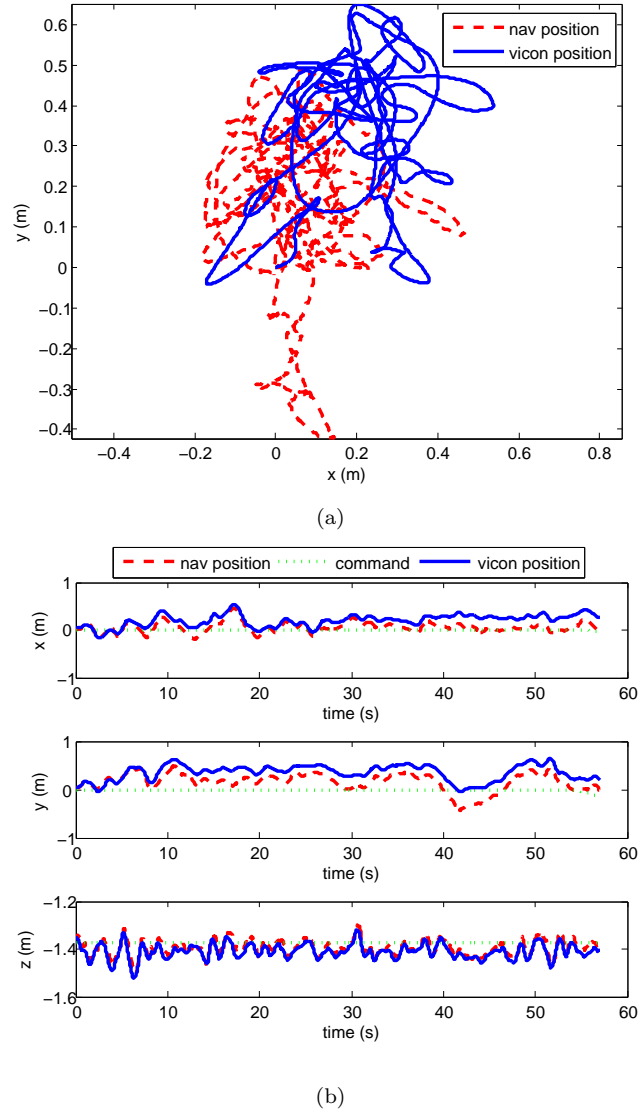 0.6
0.5
0.4
0.3
0.2
0.1
0
−0.1
−0.2
−0.3
−0.4
y (m)
nav position
vicon position
−0.4 −0.2 0 0.2 0.4 0.6 0.8
x (m)
(a)
nav position command vicon position
1
0
−1
x (m)
0 10 20 30 40 50 60
time (s)
1
0
−1
y (m)
0 10 20 30 40 50 60
time (s)
−1.2
−1.4
−1.6
z (m)
0 10 20 30 40 50 60
time (s)
(b)